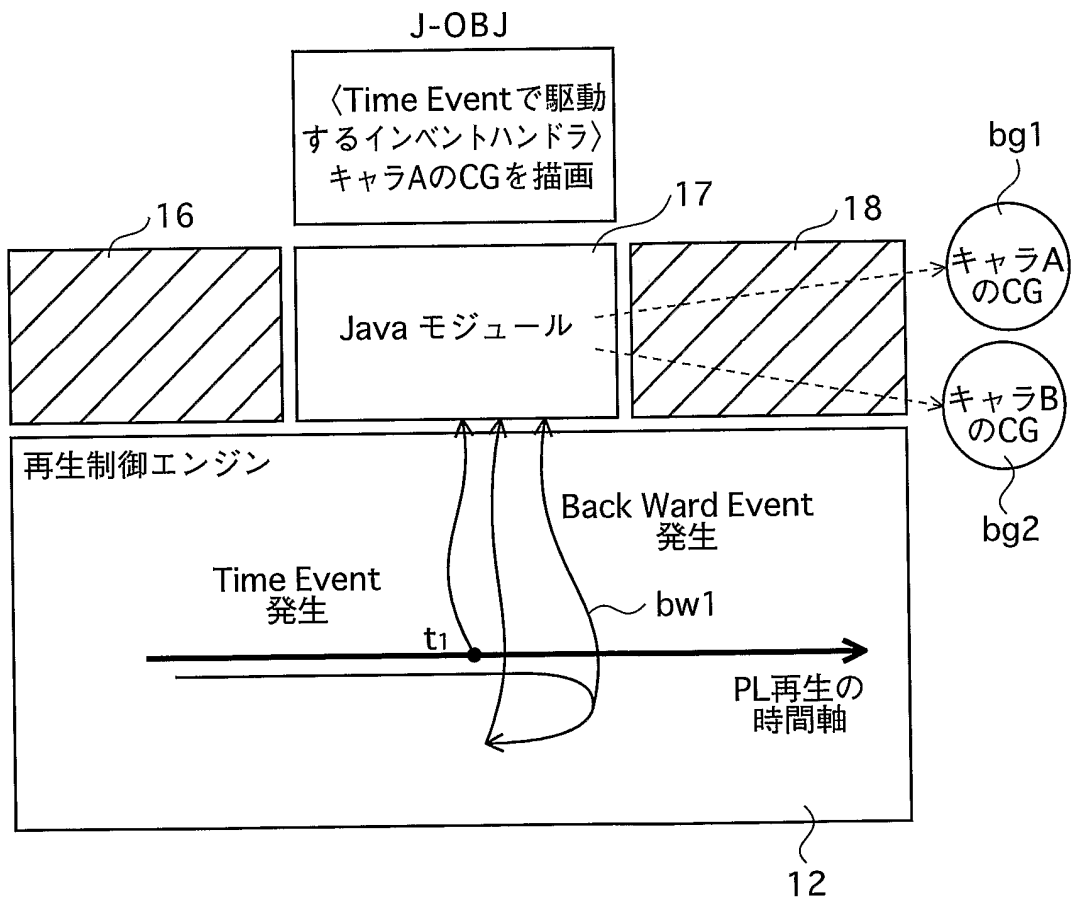 J-OBJ
〈Time Eventで駆動
するインベントハンドラ〉
キャラAのCGを描画
bg1
16
17
18
キャラA
のCG
Java モジュール
キャラB
のCG
再生制御エンジン
Back Ward Event
発生
bg2
Time Event
発生
bw1
t1
PL再生の
時間軸
12